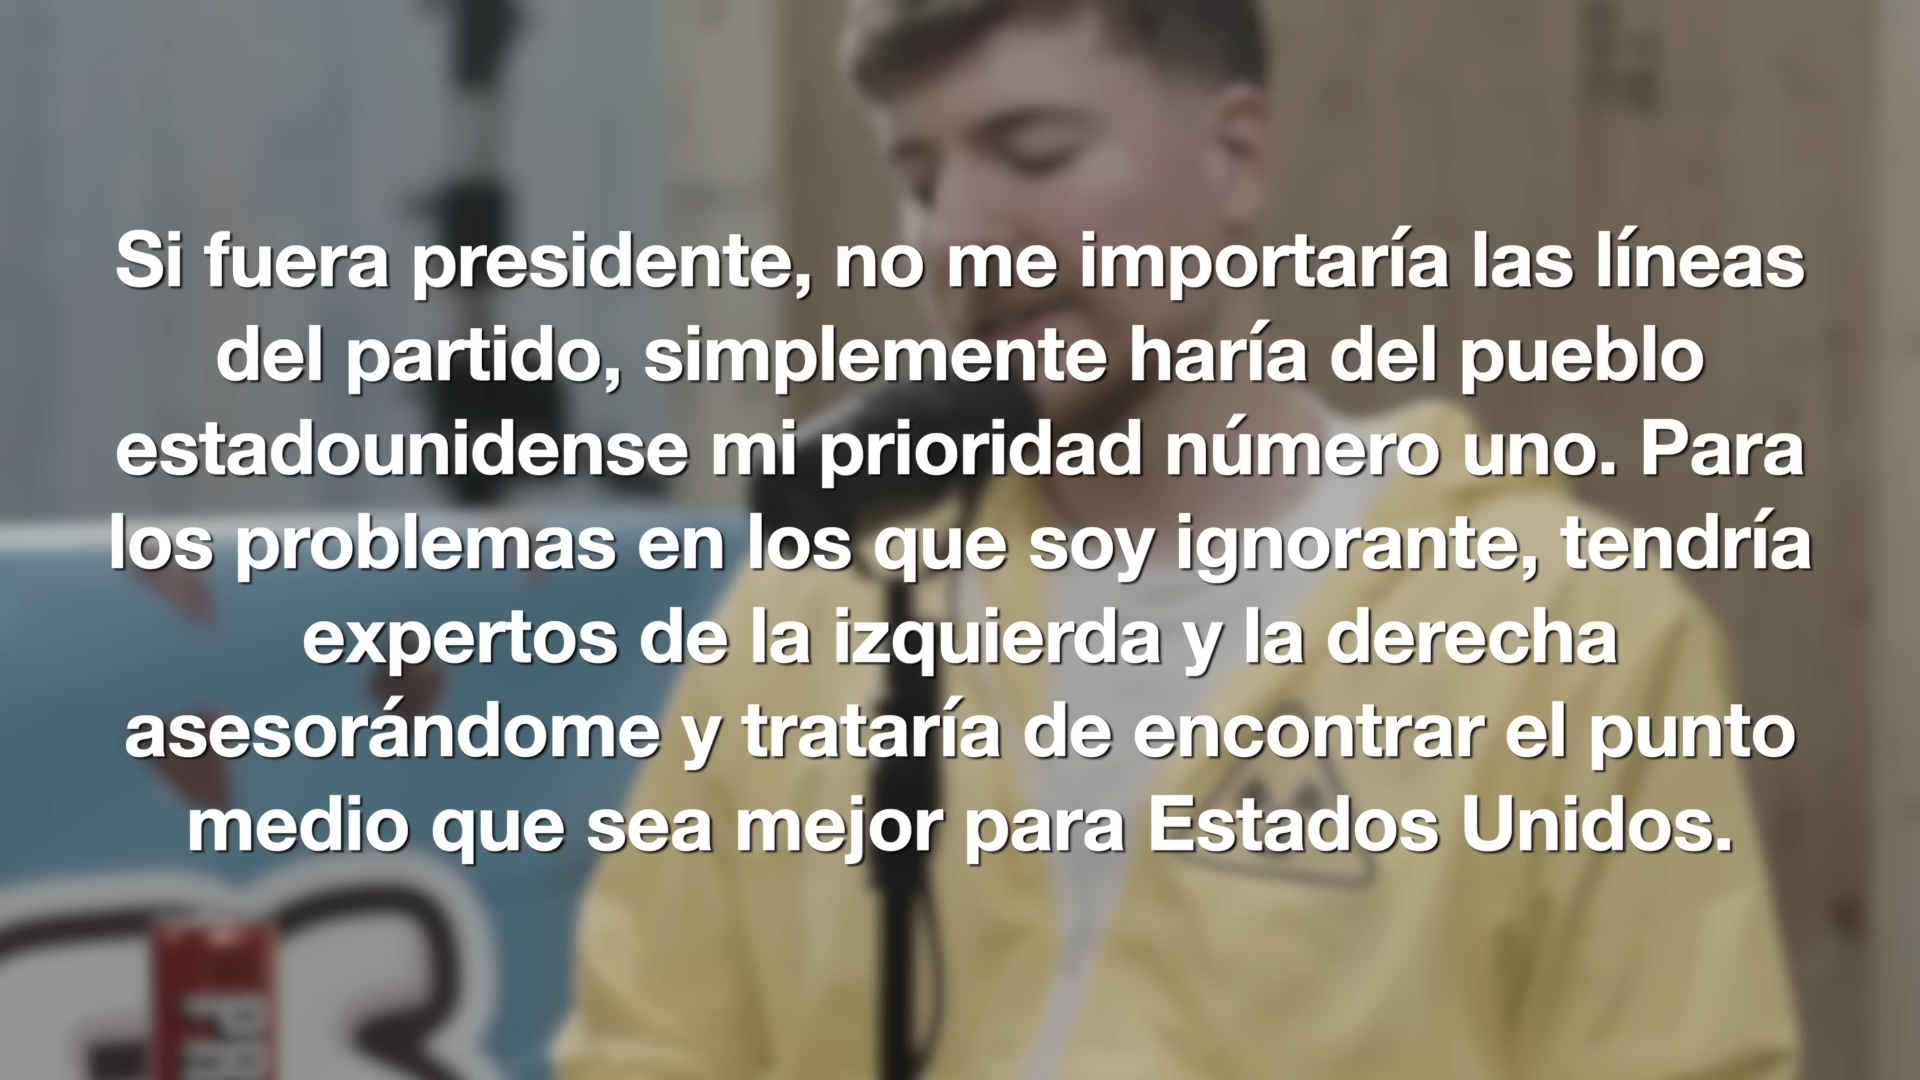 Si fuera presidente, no me importaría las líneas
del partido, simplemente haría del pueblo
estadounidense mi prioridad número uno. Para
los problemas en los que soy ignorante, tendría
expertos de la izquierda y la derecha
asesorándome y trataría de encontrar el punto
medio que sea mejor para Estados Unidos.